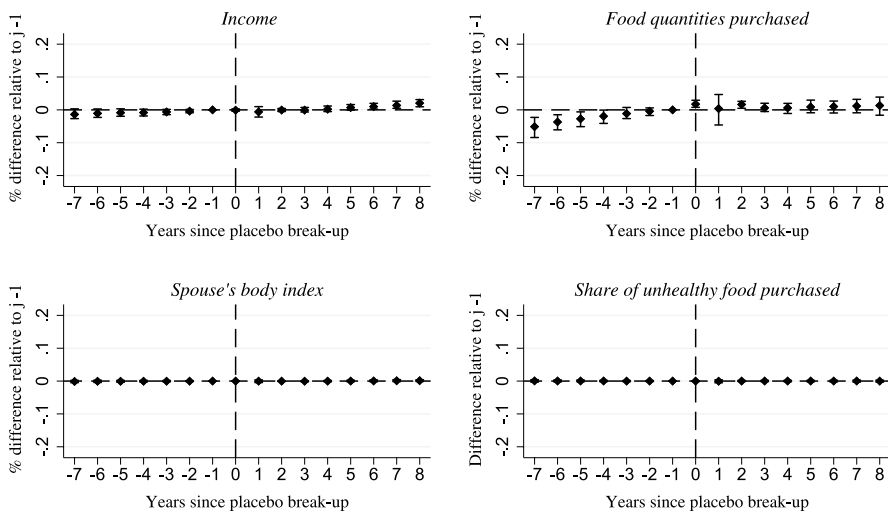 Income
% difference relative to j -1
.2
.1
0
-.1
-.2
-7 -6 -5 -4 -3 -2 -1 0 1 2 3 4 5 6 7 8
Years since placebo break-up
Food quantities purchased
% difference relative to j -1
.2
.1
0
-.1
-.2
-7 -6 -5 -4 -3 -2 -1 0 1 2 3 4 5 6 7 8
Years since placebo break-up
Spouse's body index
% difference relative to j -1
.2
.1
0
-.1
-.2
-7 -6 -5 -4 -3 -2 -1 0 1 2 3 4 5 6 7 8
Years since placebo break-up
Share of unhealthy food purchased
Difference relative to j -1
.2
.1
0
-.1
-.2
-7 -6 -5 -4 -3 -2 -1 0 1 2 3 4 5 6 7 8
Years since placebo break-up